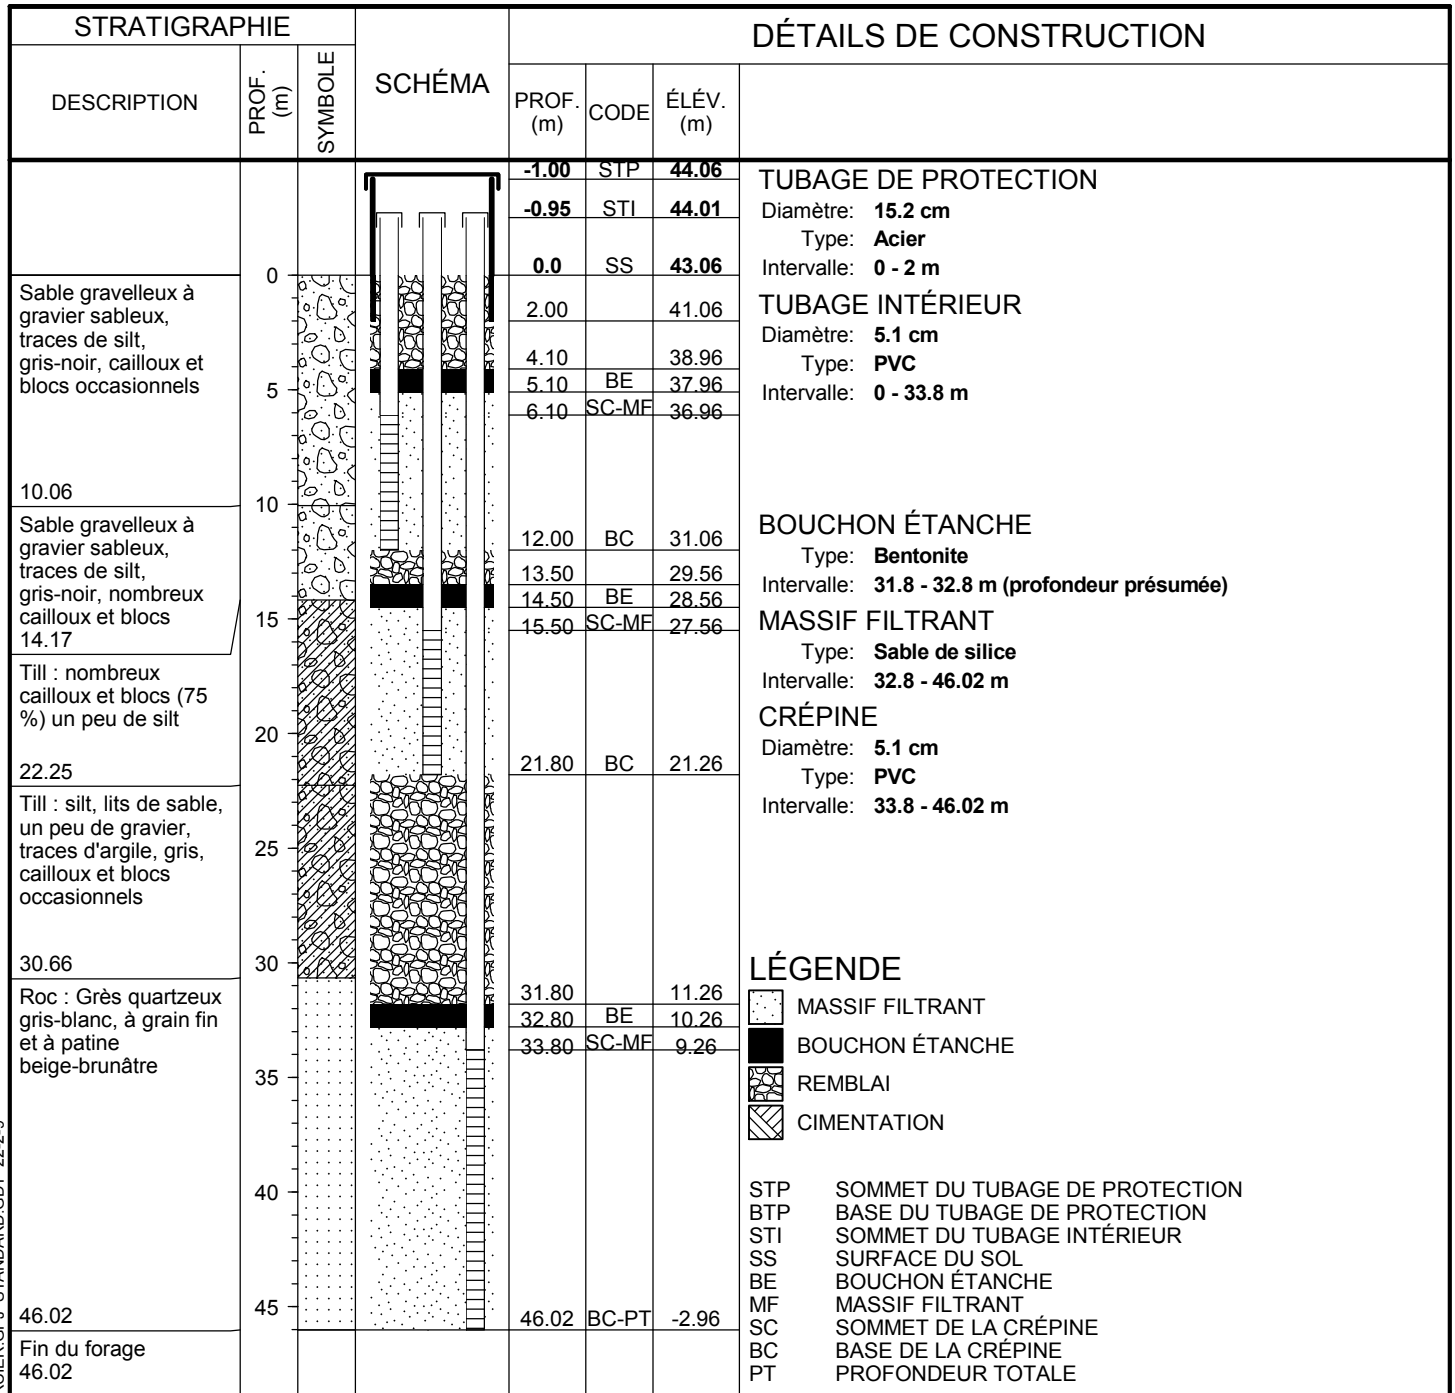 STRATIGRAPHIE
DESCRIPTION
PROF.
(m)
SYMBOLE
SCHÉMA
DÉTAILS DE CONSTRUCTION
PROF.
(m)
CODE
ÉLÉV.
(m)
-1.00 STP 44.06
-0.95 STI 44.01
0.0 SS 43.06
2.00 41.06
4.10 38.96
5.10 BE 37.96
6.10 SC-MF 36.96
12.00 BC 31.06
13.50 29.56
14.50 BE 28.56
15.50 SC-MF 27.56
21.80 BC 21.26
31.80 11.26
32.80 BE 10.26
33.80 SC-MF 9.26
46.02 BC-PT -2.96
Sable gravelleux à
gravier sableux,
traces de silt,
gris-noir, cailloux et
blocs occasionnels
10.06
Sable gravelleux à
gravier sableux,
traces de silt,
gris-noir, nombreux
cailloux et blocs
14.17
Till : nombreux
cailloux et blocs (75
%) un peu de silt
22.25
Till : silt, lits de sable,
un peu de gravier,
traces d'argile, gris,
cailloux et blocs
occasionnels
30.66
Roc : Grès quartzeux
gris-blanc, à grain fin
et à patine
beige-brunâtre
46.02
Fin du forage
46.02
0
5
10
15
20
25
30
35
40
45
TUBAGE DE PROTECTION
Diamètre: 15.2 cm
Type: Acier
Intervalle: 0 - 2 m
TUBAGE INTÉRIEUR
Diamètre: 5.1 cm
Type: PVC
Intervalle: 0 - 33.8 m
BOUCHON ÉTANCHE
Type: Bentonite
Intervalle: 31.8 - 32.8 m (profondeur présumée)
MASSIF FILTRANT
Type: Sable de silice
Intervalle: 32.8 - 46.02 m
CRÉPINE
Diamètre: 5.1 cm
Type: PVC
Intervalle: 33.8 - 46.02 m
LÉGENDE
MASSIF FILTRANT
BOUCHON ÉTANCHE
REMBLAI
CIMENTATION
STP SOMMET DU TUBAGE DE PROTECTION
BTP BASE DU TUBAGE DE PROTECTION
STI SOMMET DU TUBAGE INTÉRIEUR
SS SURFACE DU SOL
BE BOUCHON ÉTANCHE
MF MASSIF FILTRANT
SC SOMMET DE LA CRÉPINE
BC BASE DE LA CRÉPINE
PT PROFONDEUR TOTALE